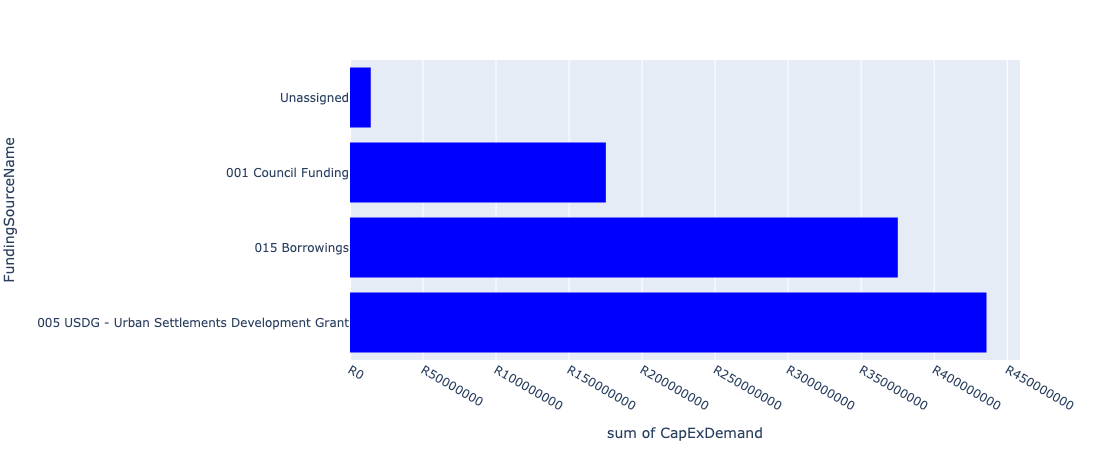 Unassigned
001 Council Funding
015 Borrowings
005 USDG - Urban Settlements Development Grant
FundingSourceName
R0
R50000000
R100000000
R150000000
R200000000
R250000000
R300000000
R350000000
R400000000
R450000000
sum of CapExDemand